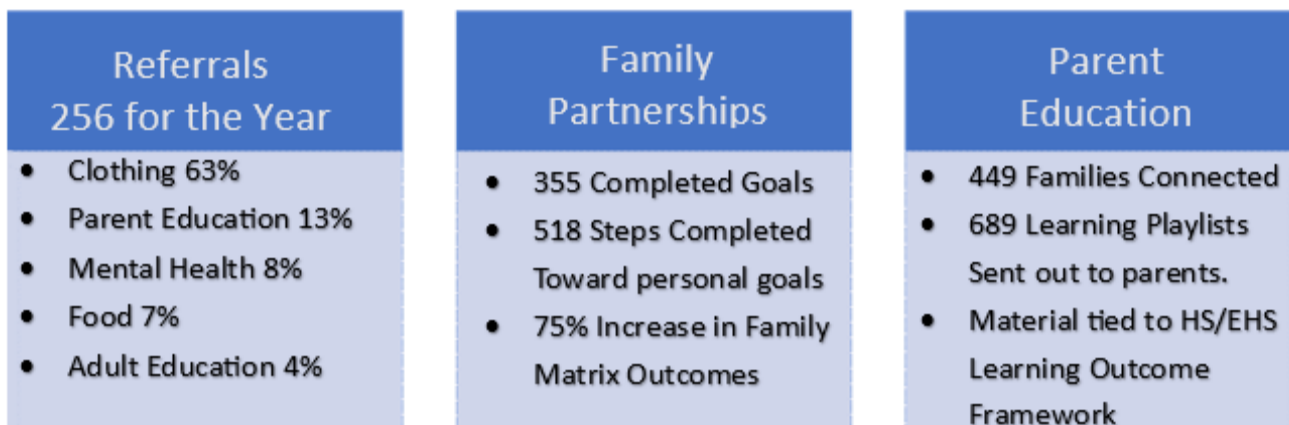 Referrals
256 for the Year
• Clothing 63%
• Parent Education 13%
• Mental Health 8%
• Food 7%
• Adult Education 4%
Family
Partnerships
• 355 Completed Goals
• 518 Steps Completed
Toward personal goals
• 75% Increase in Family
Matrix Outcomes
Parent
Education
• 449 Families Connected
• 689 Learning Playlists
Sent out to parents.
• Material tied to HS/EHS
Learning Outcome
Framework